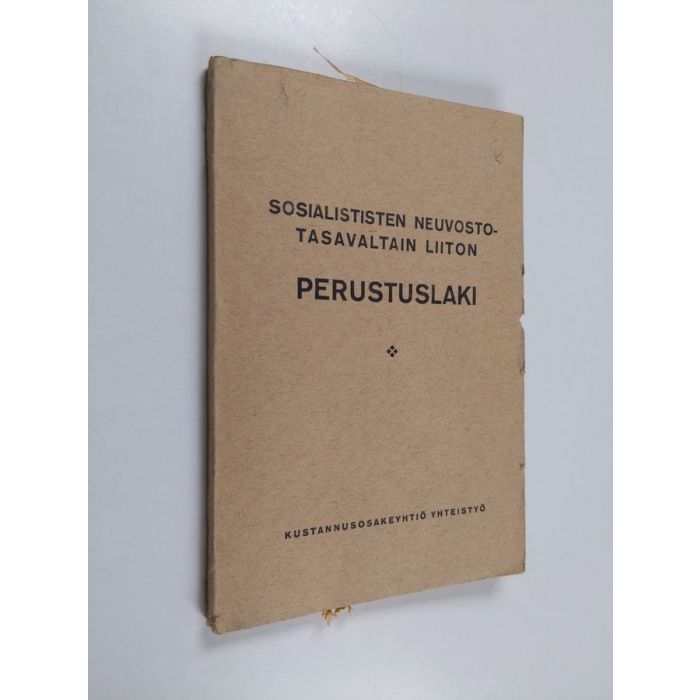 SOSIALISTISTEN NEUVOSTO-
TASAVALTAIN LIITON
PERUSTUSLAKI
KUSTANNUSOSAKEYHTIÖ YHTEISTYÖ